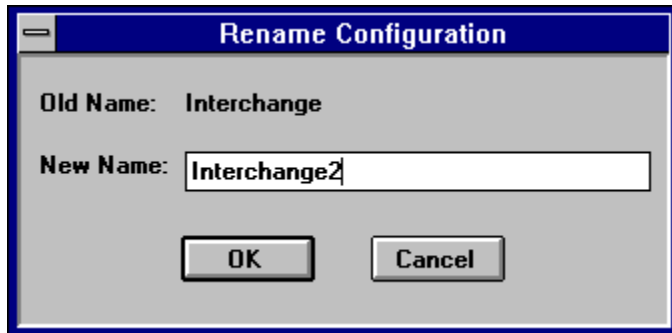 Rename Configuration
Old Name: Interchange
New Name: Interchange2
OK Cancel